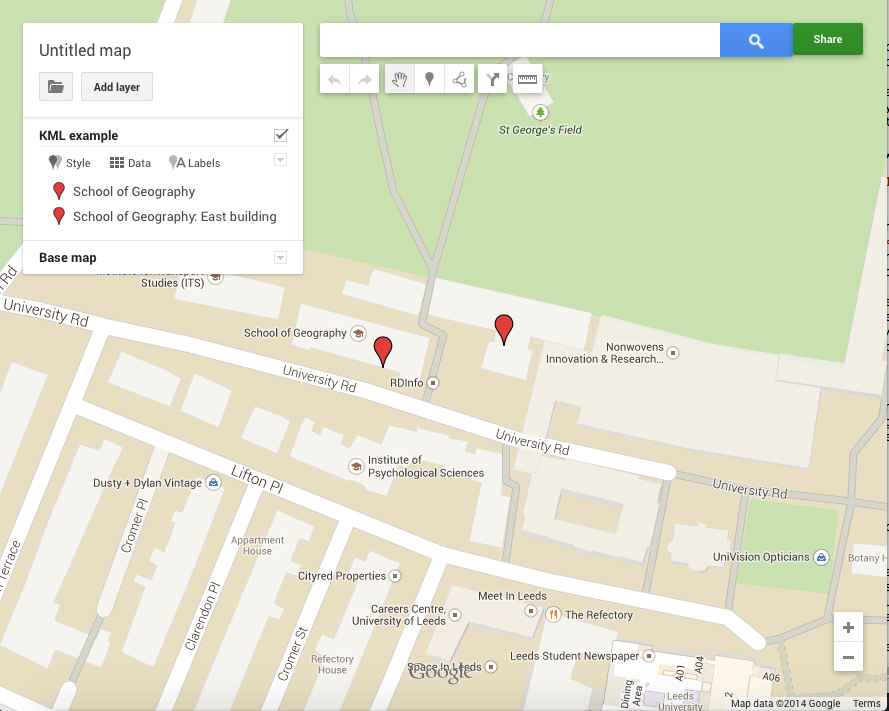 Untitled map
Add layer
KML example
Style
Data
A Labels
School of Geography
School of Geography: East building
Base map
Share
St George's Field
Studies (ITS)
University Rd
School of Geography
University Rd
RDInfo
Nonwovens
Innovation & Research...
University Rd
University Rd
Institute of
Psychological Sciences
Lifton Pl
Dusty + Dylan Vintage
Cromer Pl
Appartment
House
Terrace
Clarendon Pl
Cityred Properties
Cromer St
Careers Centre,
University of Leeds
Meet In Leeds
The Refectory
UniVision Opticians
Botany H
Refectory
House
Space In Leeds
Google
Leeds Student Newspaper
Dining
Area
A01
A04
A06
2
Leeds
University
Rd
+
−
Map data ©2014 Google
Terms